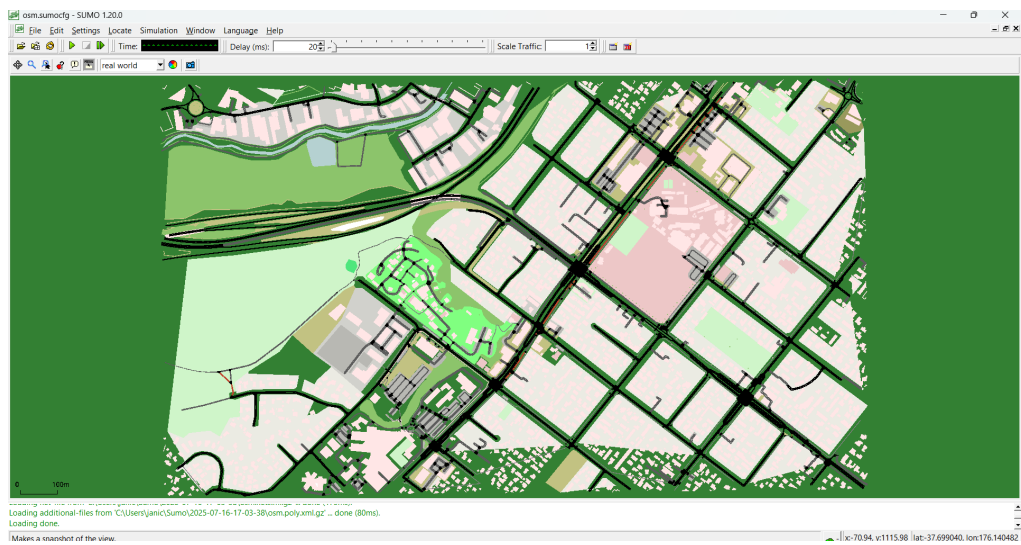 osm.sumocfg - SUMO 1.20.0
File Edit Settings Locate Simulation Window Language Help
Time: Delay (ms): 20 Scale Traffic: 1
real world
0 100m
Loading additional-files from 'C:\Users\janic\Sumo\2025-07-16-17-03-38\osm.poly.xml.gz' ... done (80ms).
Loading done.
Makes a snapshot of the view. x:-70.94, y:1115.98 lat:-37.699040, lon:176.140482